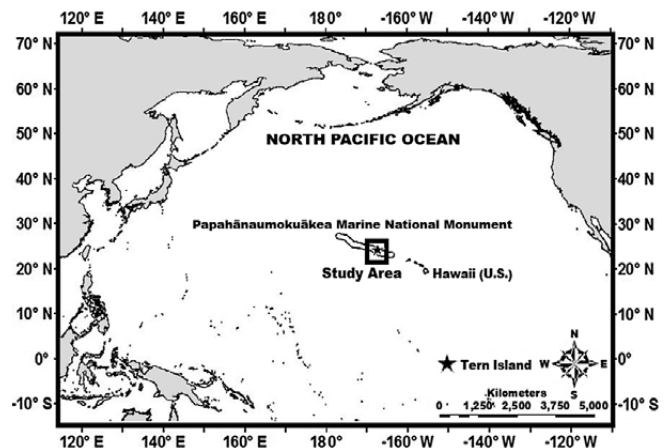 120° E 140° E 160° E 180° -160° W -140° W -120° W
70° N 70° N
60° N 60° N
NORTH PACIFIC OCEAN
50° N 50° N
40° N 40° N
30° N 30° N
Papahānaumokuākea Marine National Monument
20° N 20° N
Study Area Hawaii (U.S.)
10° N 10° N
N
0° Tern Island W E 0°
S
Kilometers
-10° S 0 1,250 2,500 3,750 5,000 -10° S
120° E 140° E 160° E 180° -160° W -140° W -120° W